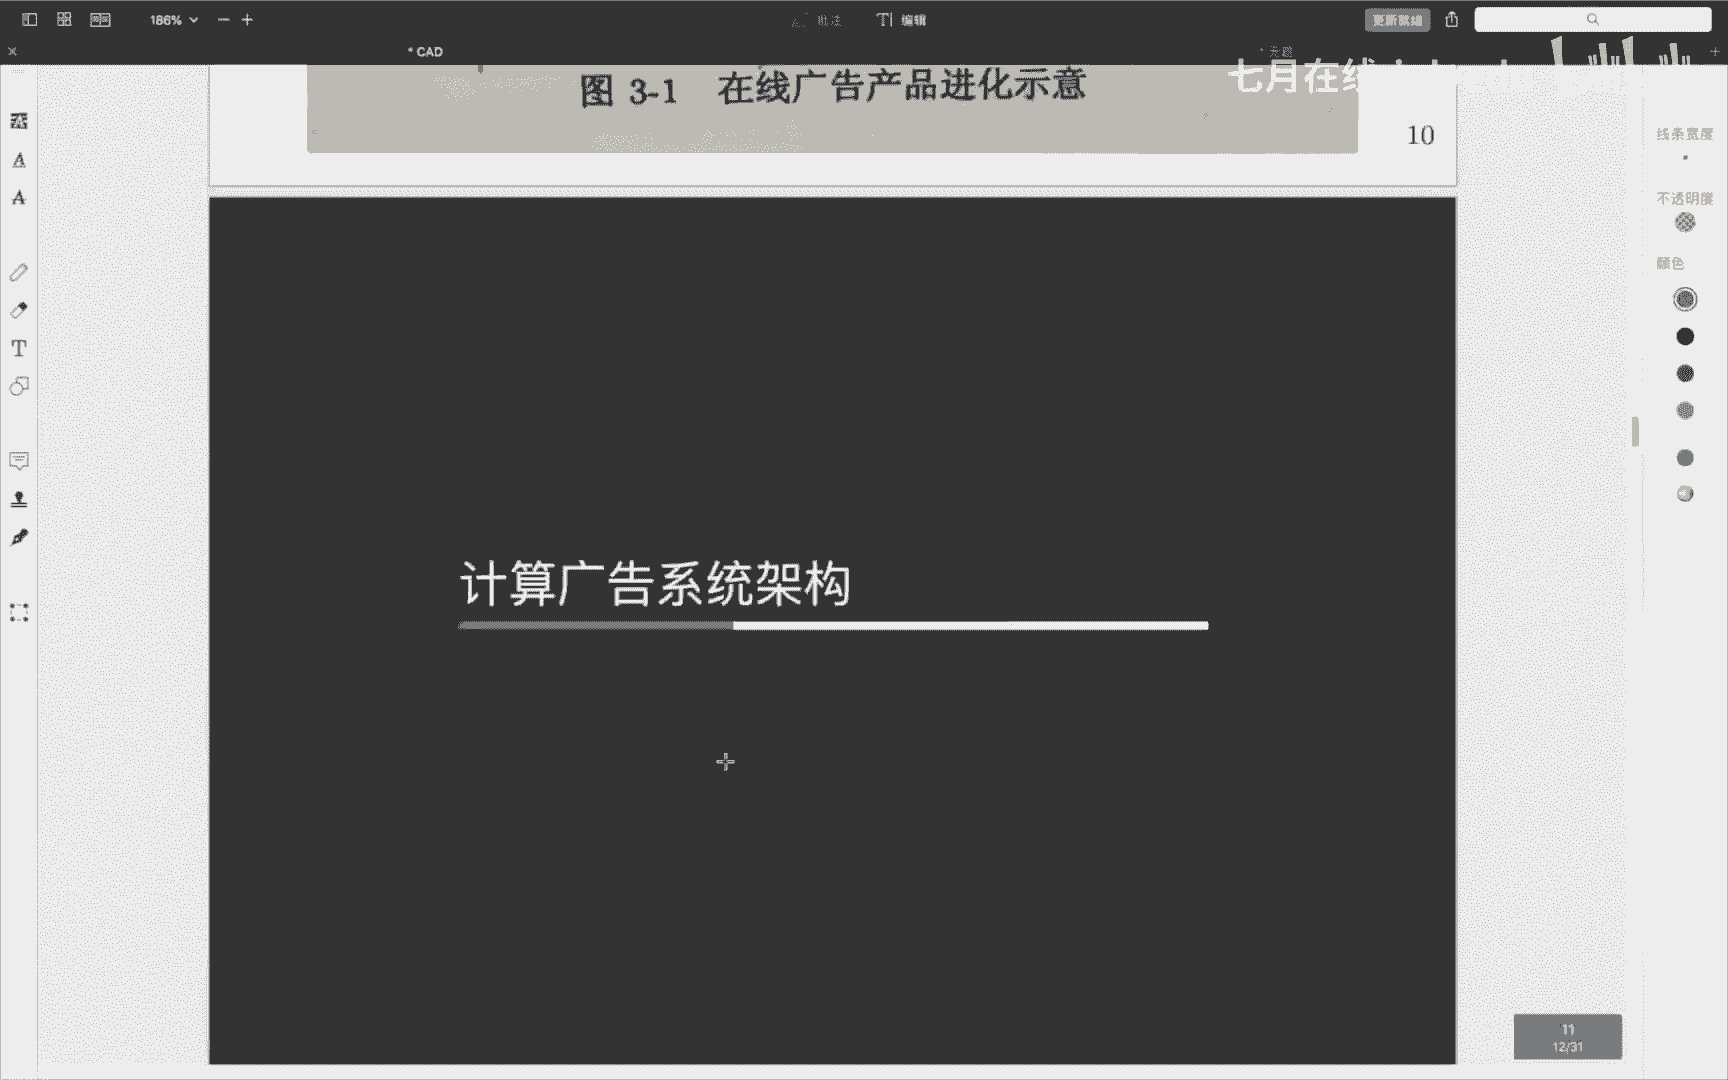 186%
批注
编辑
更新就绪
* CAD
* 无题
七月在线
图 3-1 在线广告产品进化示意
10
线条宽度
不透明度
颜色
计算广告系统架构
11
12/31